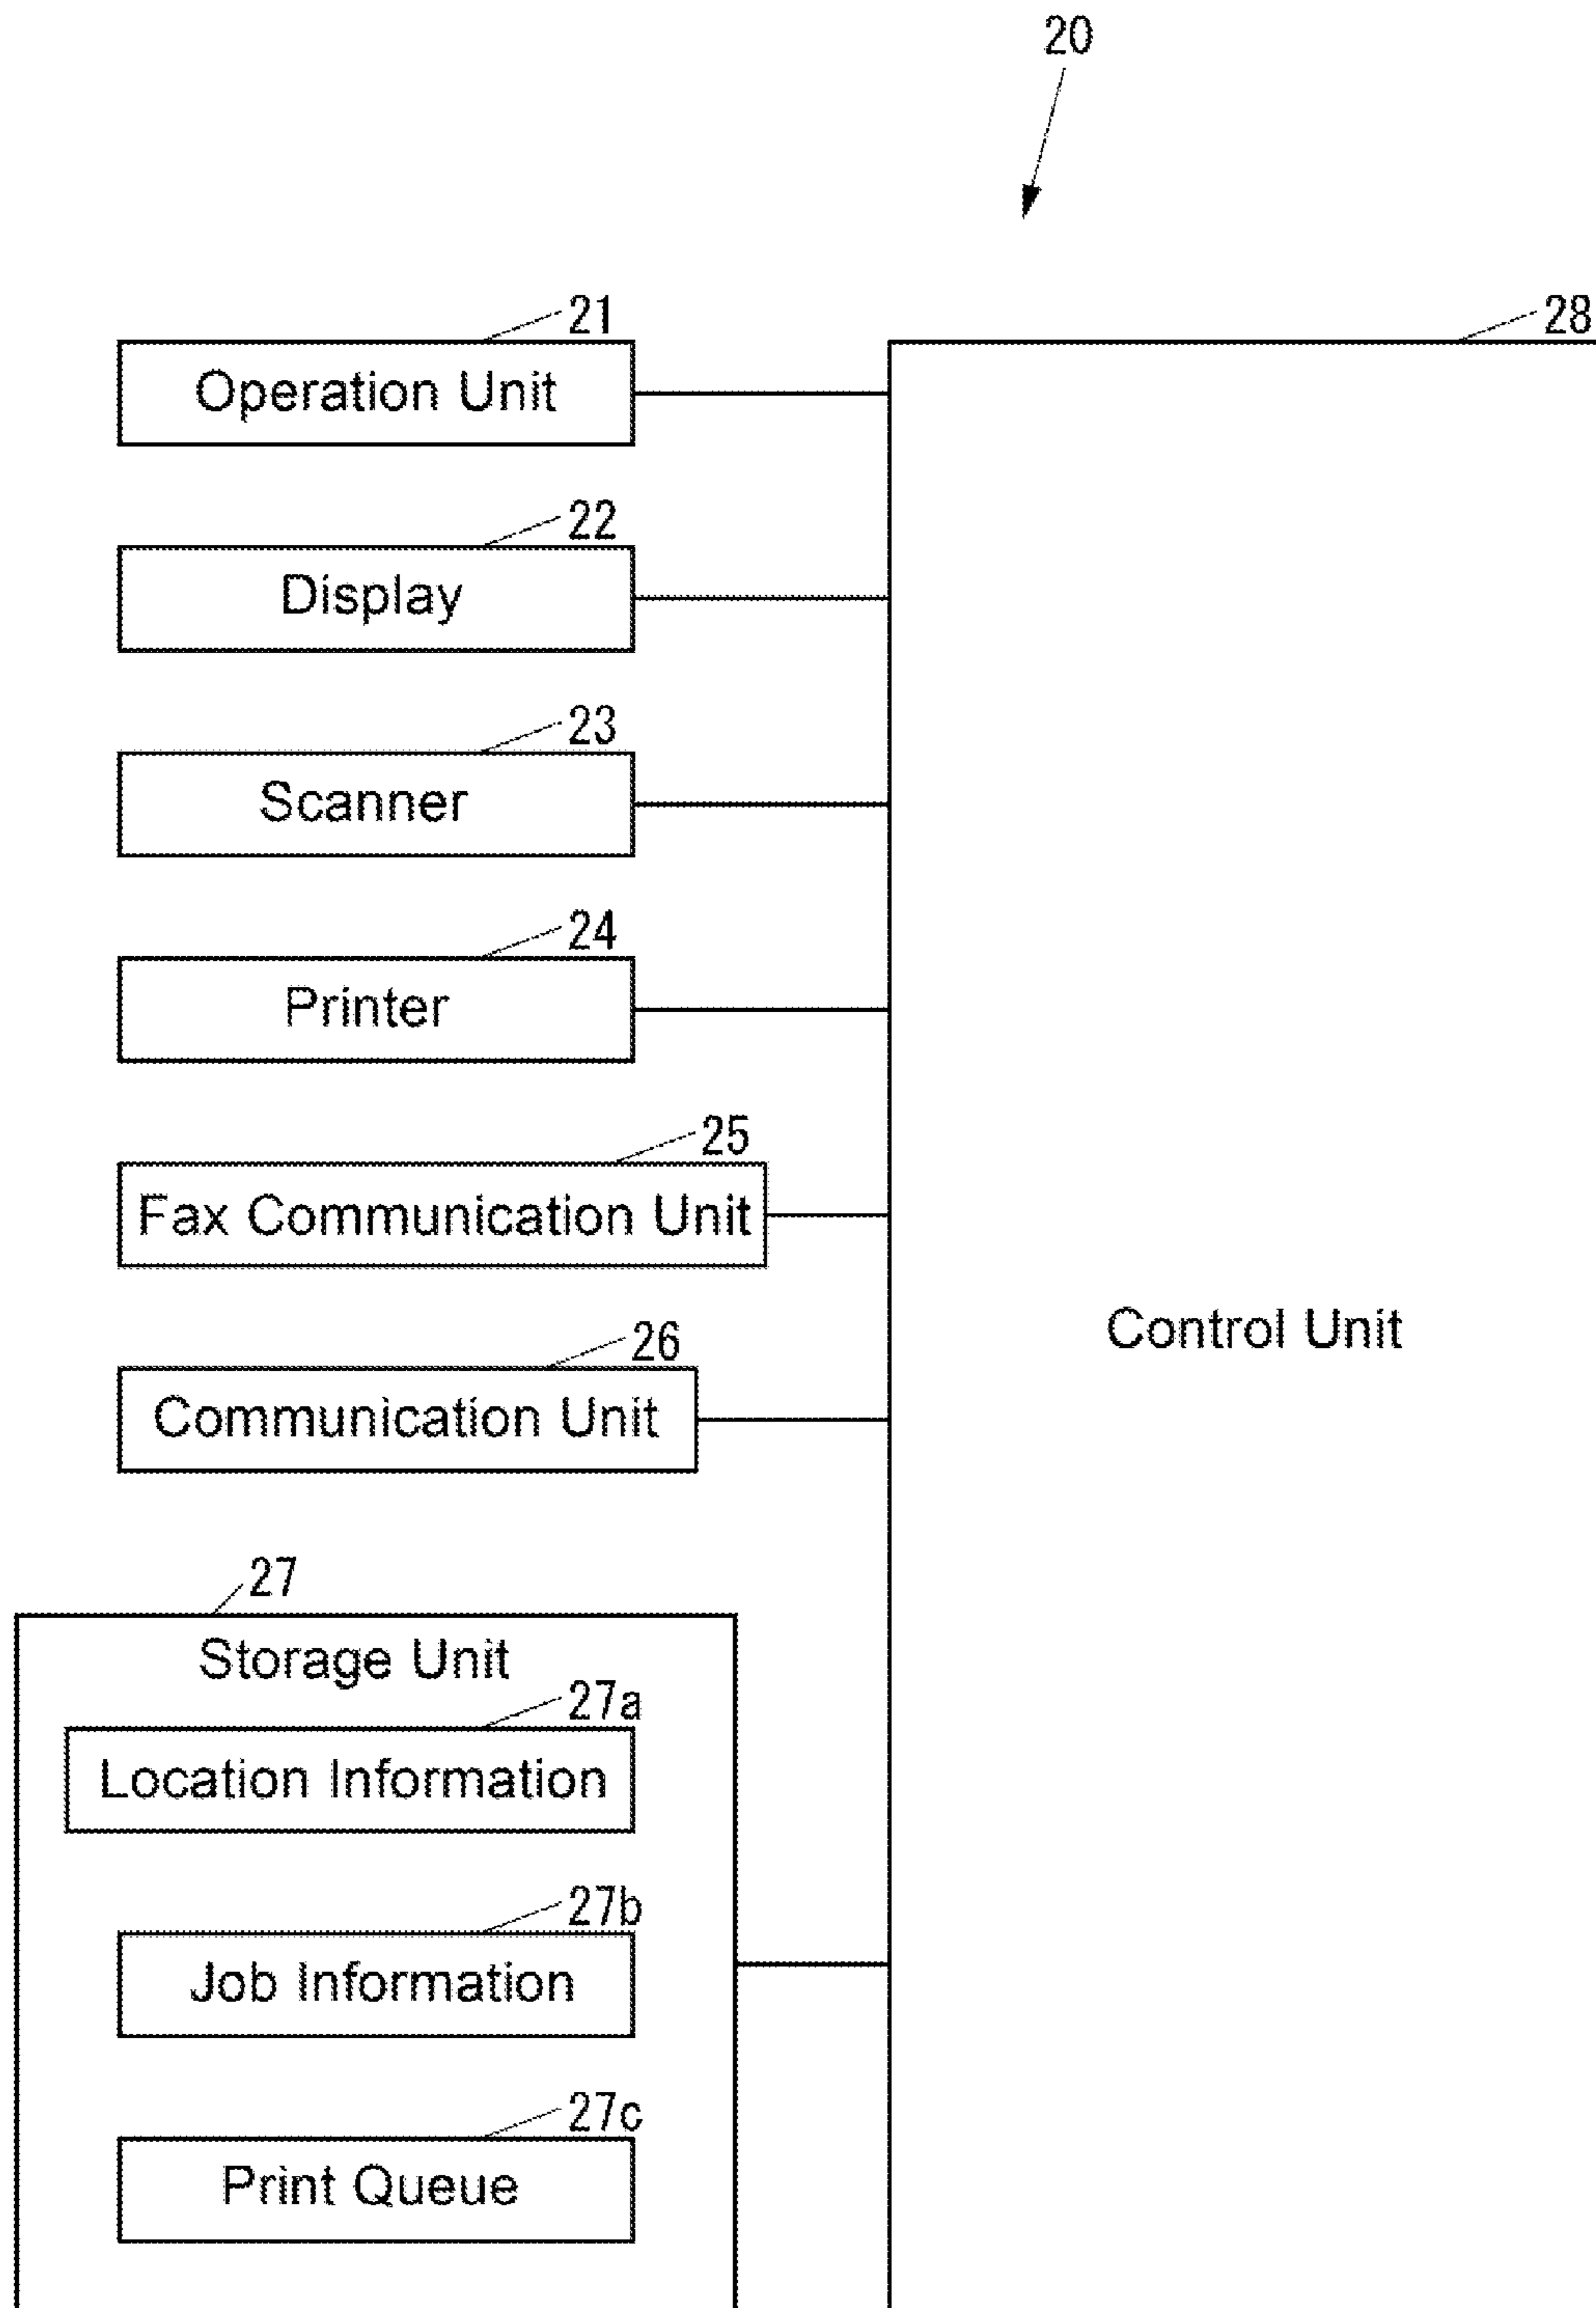 20
21
28
Operation Unit
22
Display
23
Scanner
24
Printer
25
Fax Communication Unit
26
Communication Unit
Control Unit
27
Storage Unit
27a
Location Information
27b
Job Information
27c
Print Queue